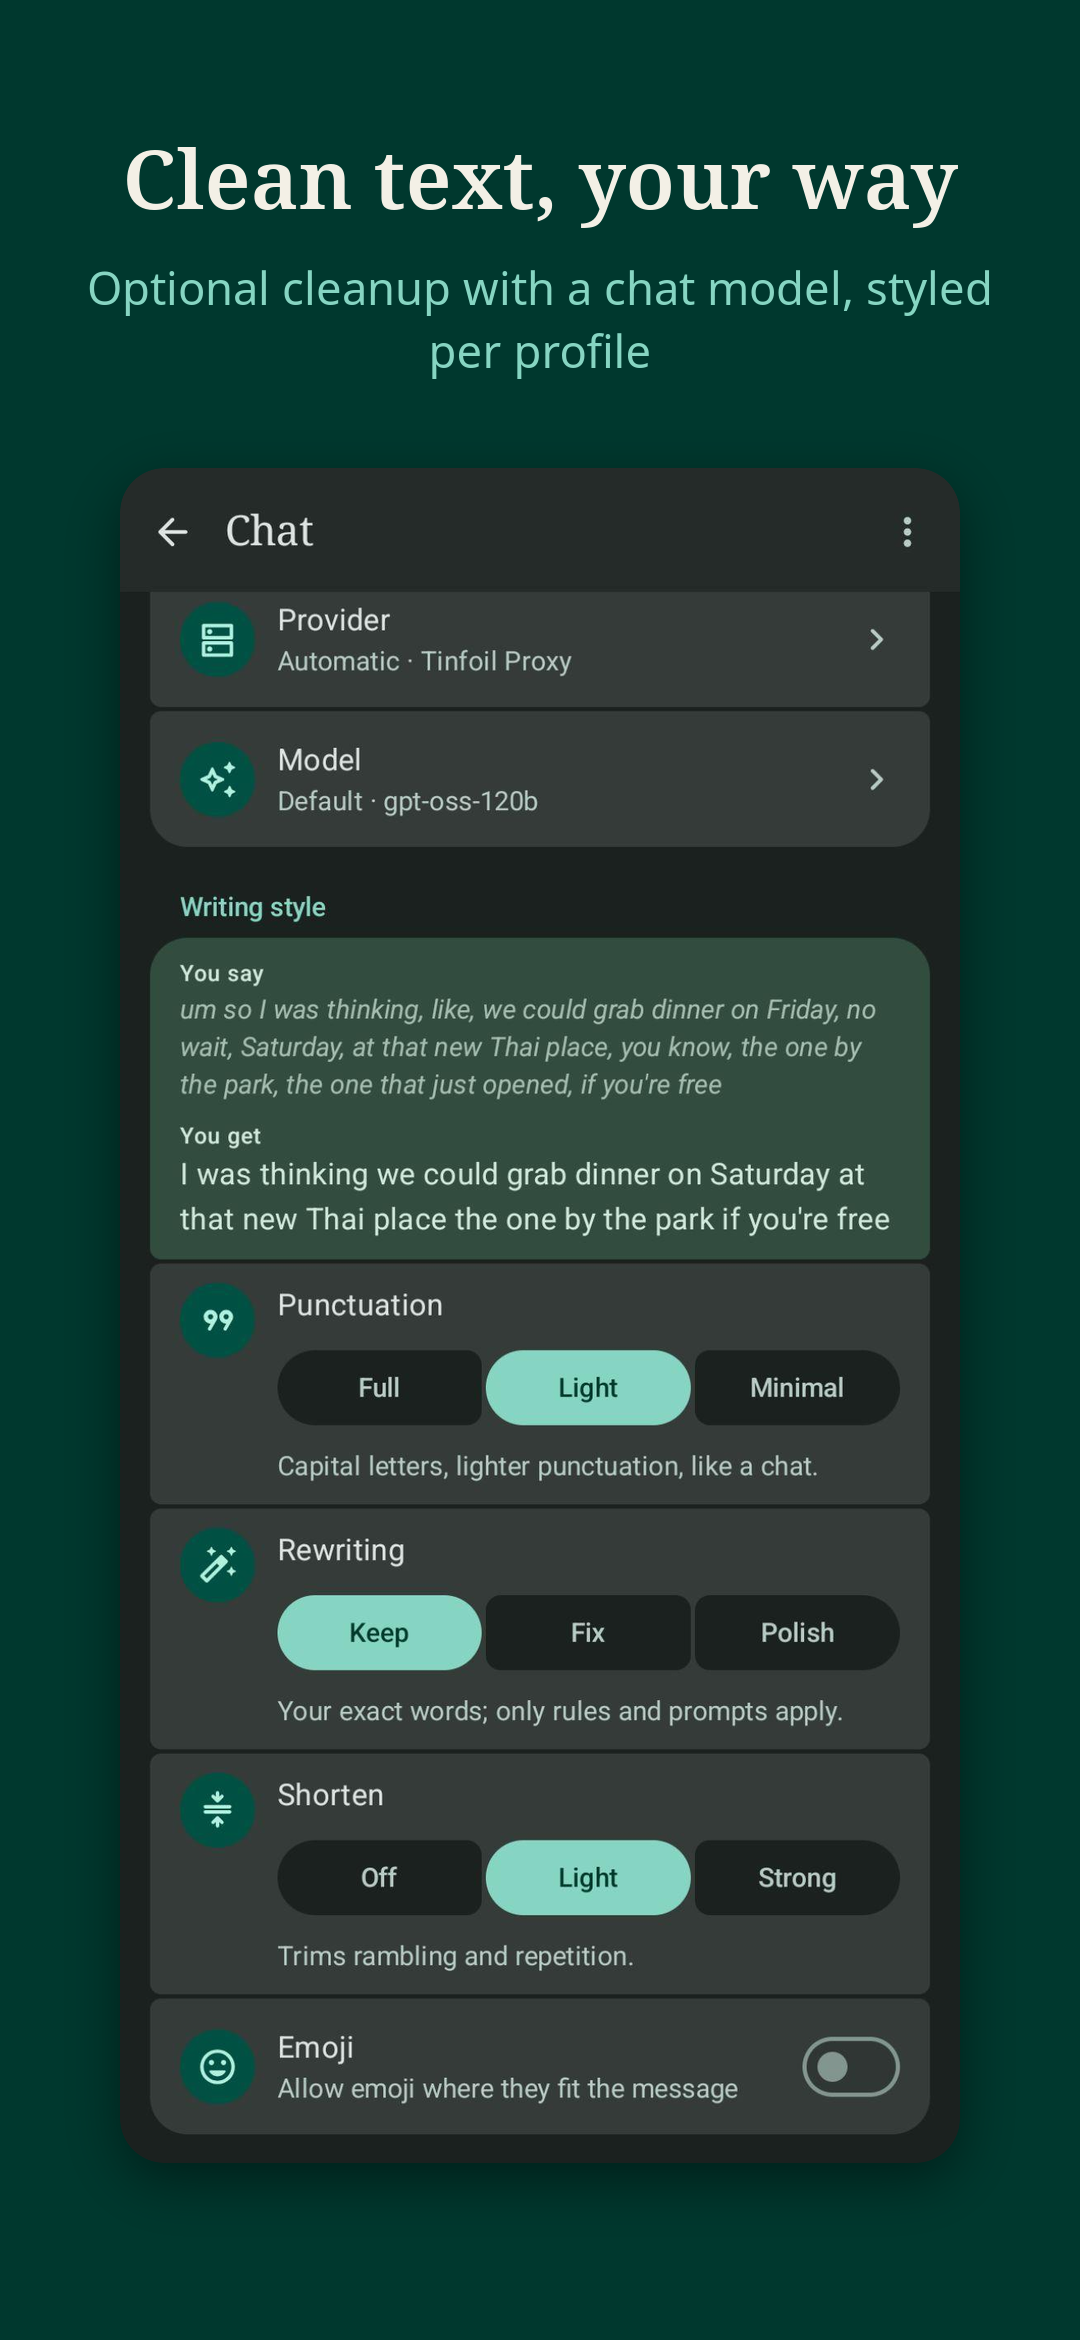 Clean text, your way
Optional cleanup with a chat model, styled
per profile
Chat
Provider
Automatic · Tinfoil Proxy
Model
Default · gpt-oss-120b
Writing style
You say
um so I was thinking, like, we could grab dinner on Friday, no
wait, Saturday, at that new Thai place, you know, the one by
the park, the one that just opened, if you're free
You get
I was thinking we could grab dinner on Saturday at
that new Thai place the one by the park if you're free
Punctuation
Full
Light
Minimal
Capital letters, lighter punctuation, like a chat.
Rewriting
Keep
Fix
Polish
Your exact words; only rules and prompts apply.
Shorten
Off
Light
Strong
Trims rambling and repetition.
Emoji
Allow emoji where they fit the message